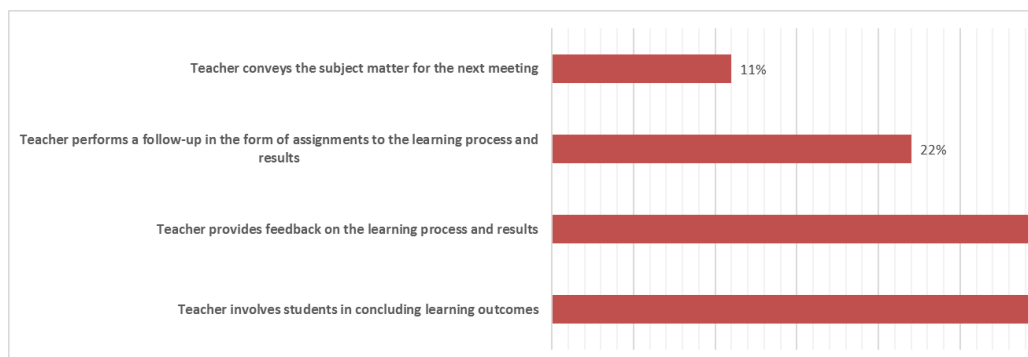 Teacher conveys the subject matter for the next meeting
11%
Teacher performs a follow-up in the form of assignments to the learning process and
results
22%
Teacher provides feedback on the learning process and results
Teacher involves students in concluding learning outcomes